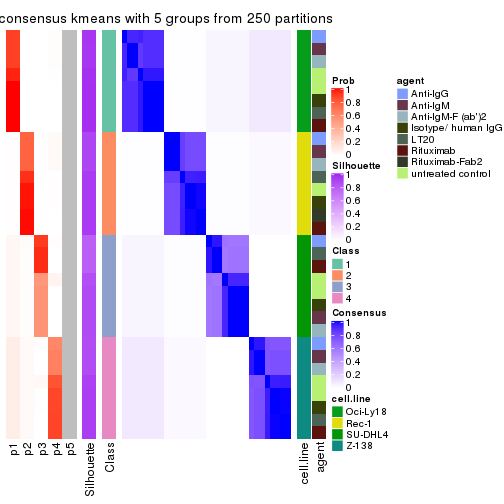 consensus kmeans with 5 groups from 250 partitions
Prob
1
0.8
0.6
0.4
0.2
0
Silhouette
1
0.8
0.6
0.4
0.2
0
Class
1
2
3
4
Consensus
1
0.8
0.6
0.4
0.2
0
cell.line
Oci-Ly18
Rec-1
SU-DHL4
Z-138
agent
Anti-IgG
Anti-IgM
Anti-IgM-F (ab')2
Isotype/ human IgG
LT20
Rituximab
Rituximab-Fab2
untreated control
p1
p2
p3
p4
p5
Silhouette
Class
cell.line
agent